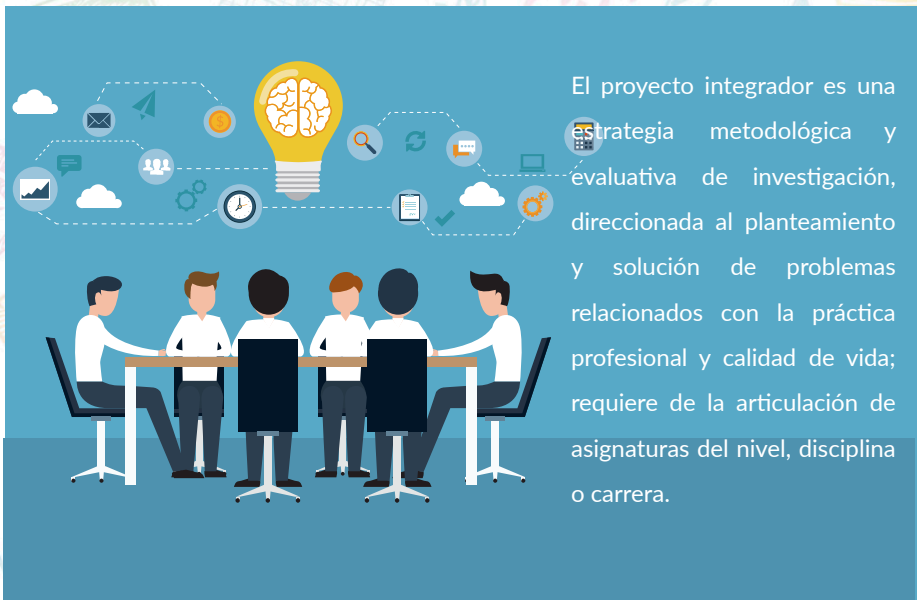 El proyecto integrador es una
estrategia metodológica y
evaluativa de investigación,
direccionada al planteamiento
y solución de problemas
relacionados con la práctica
profesional y calidad de vida;
requiere de la articulación de
asignaturas del nivel, disciplina
o carrera.